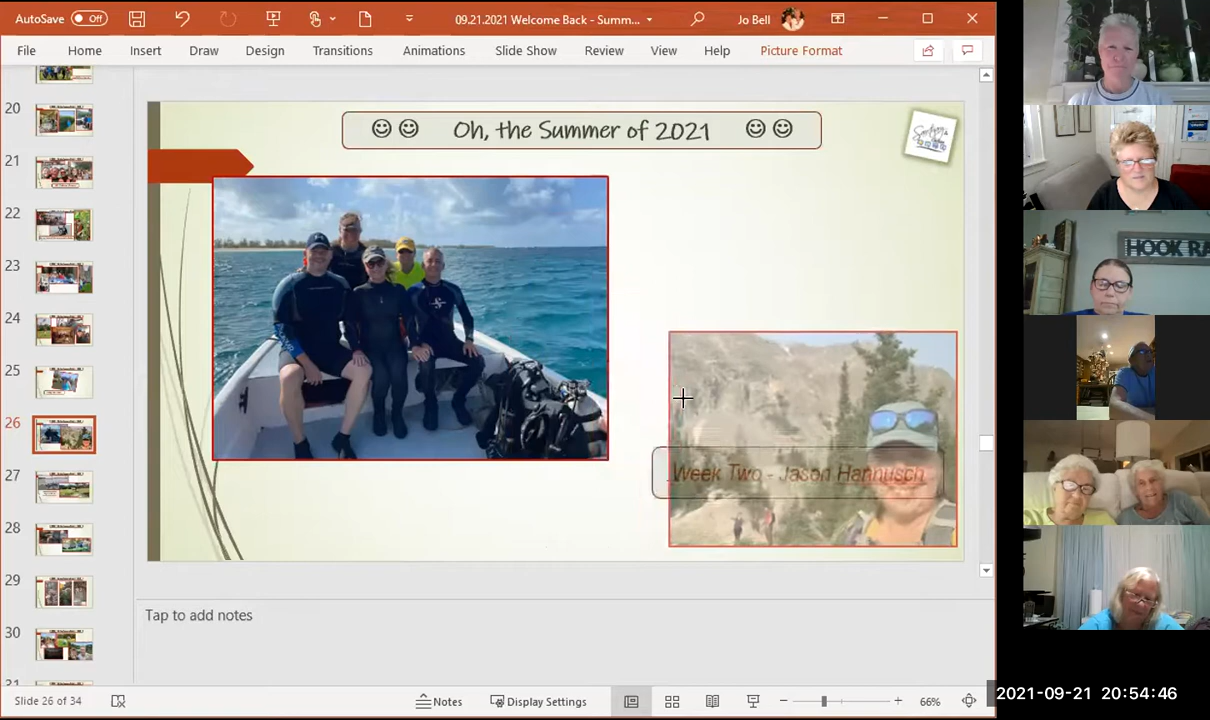 AutoSave Off 09.21.2021 Welcome Back - Summ... Jo Bell
File Home Insert Draw Design Transitions Animations Slide Show Review View Help Picture Format
20
21
22
23
24
25
26
27
28
29
30
Oh, the Summer of 2021
Week Two - Jason Hannusch
HOOK RA
Tap to add notes
Slide 26 of 34 Notes Display Settings 66%
2021-09-21 20:54:46